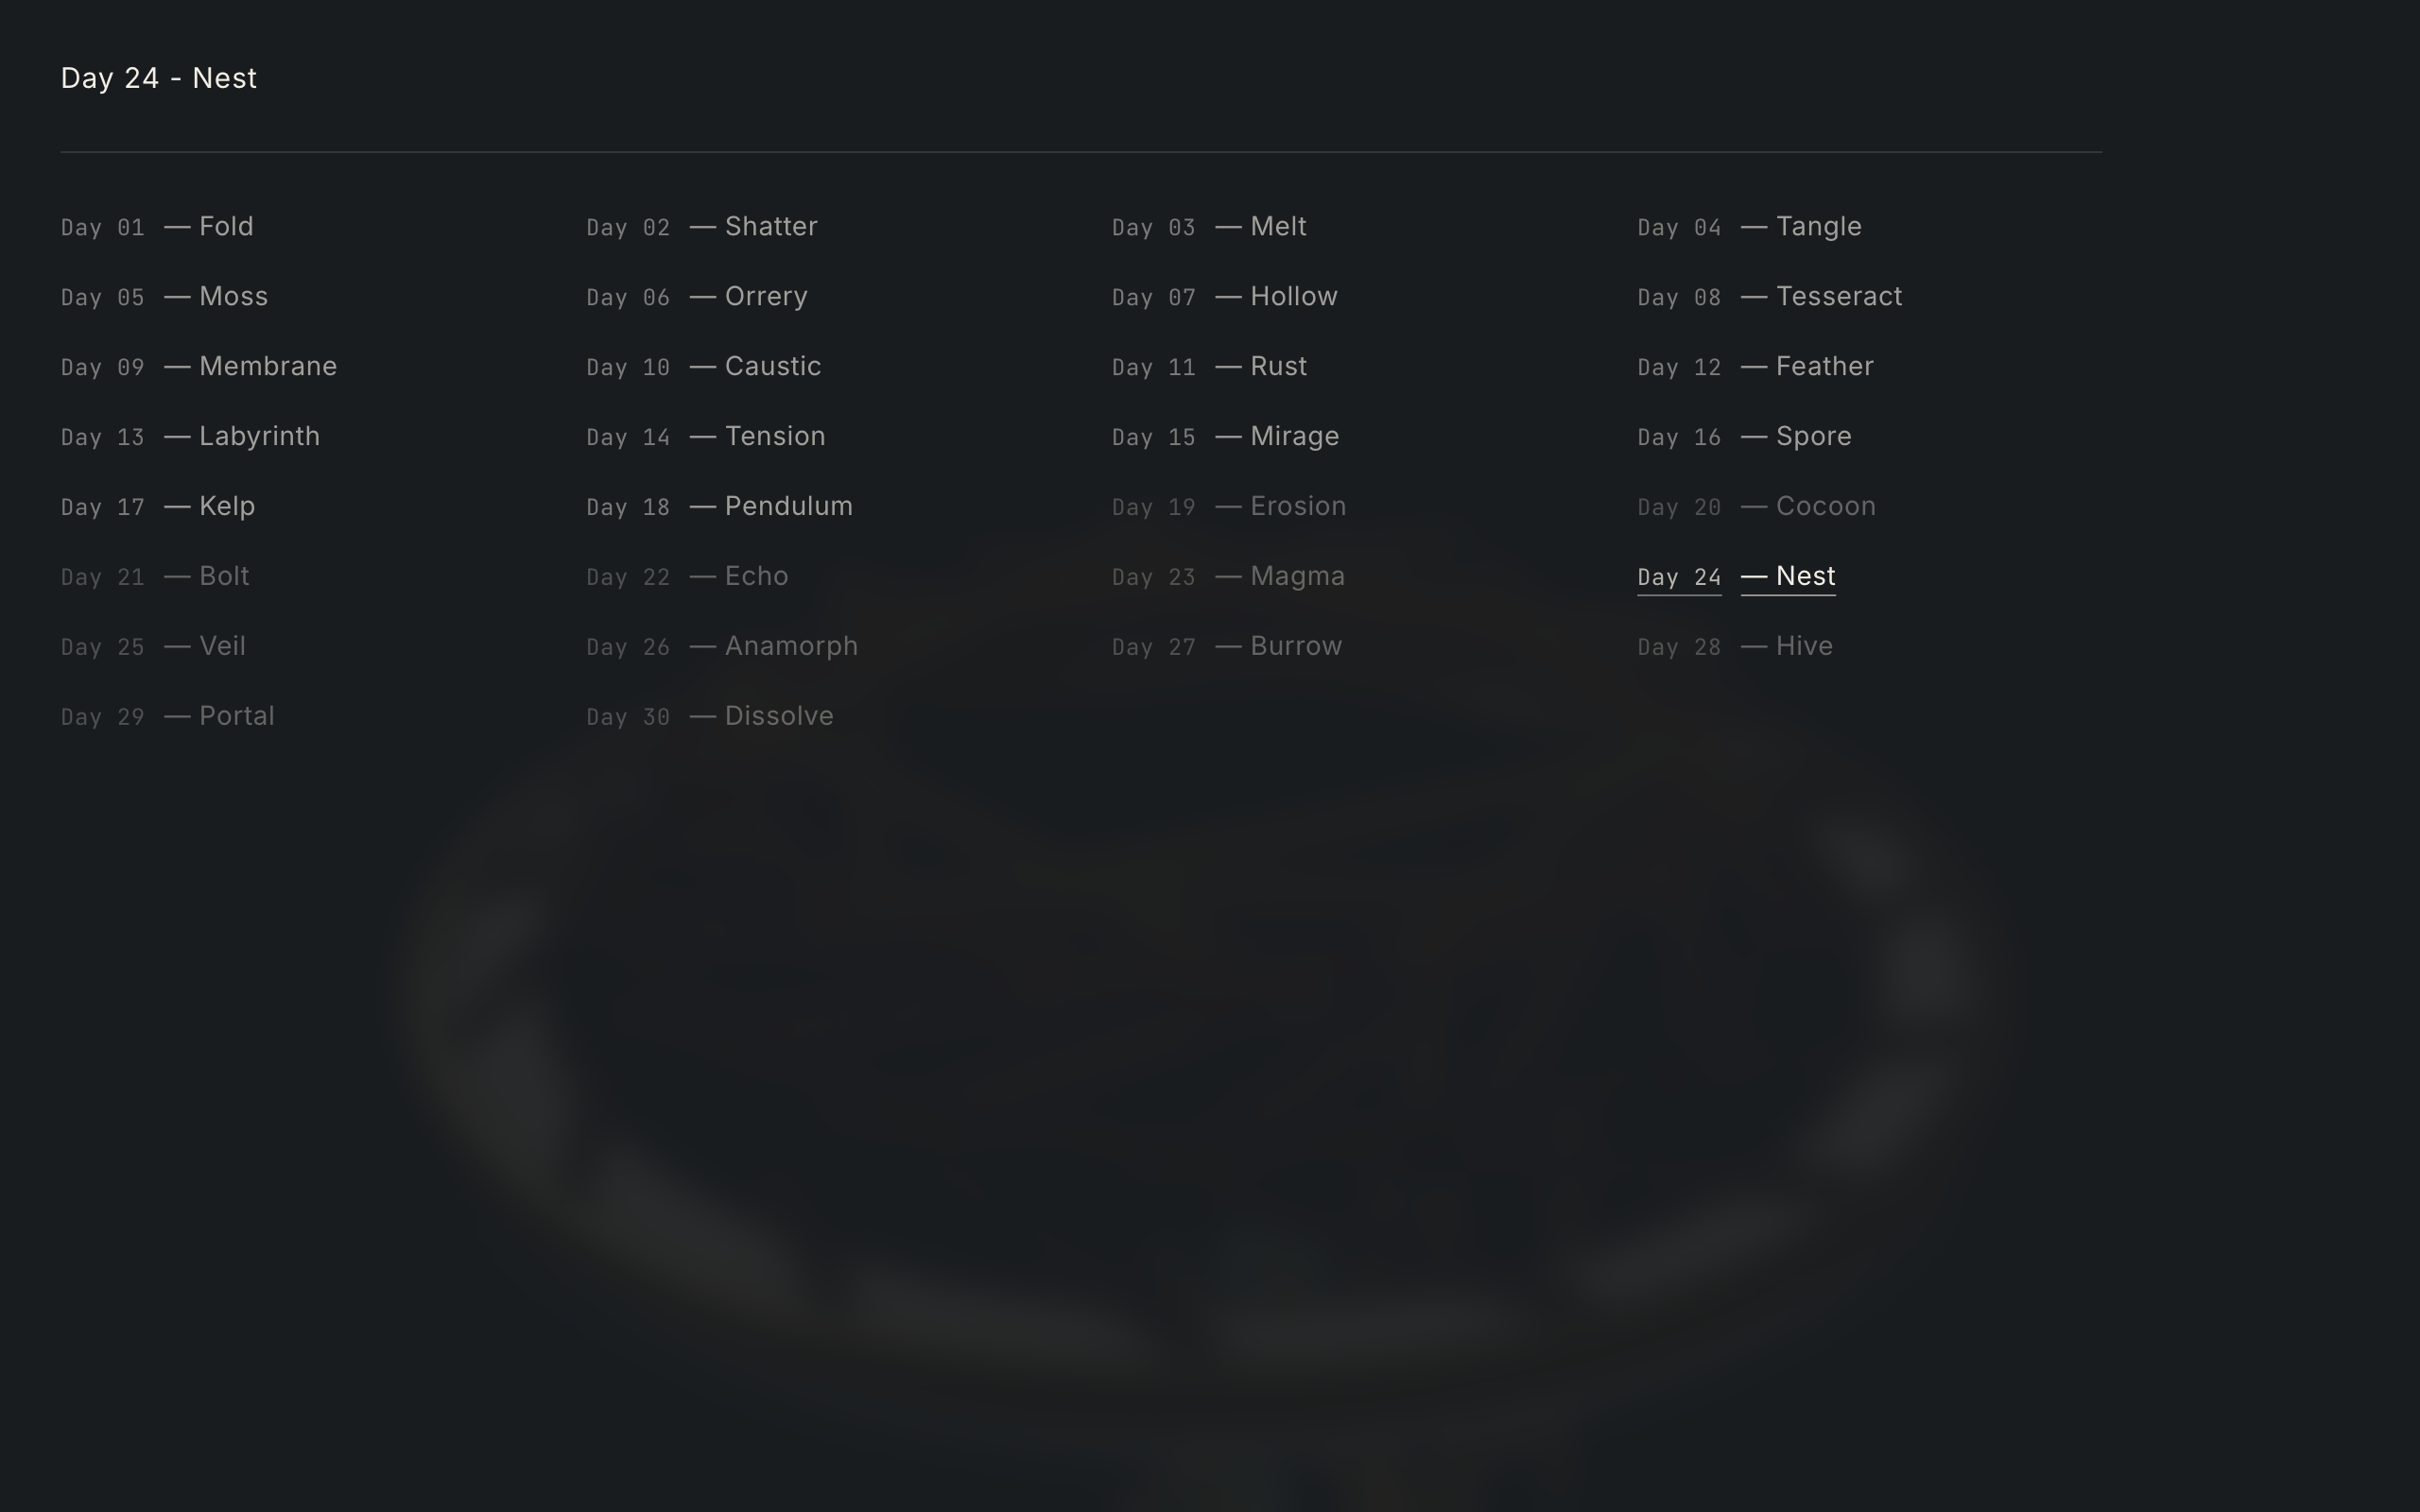 Day 24 - Nest
Day 01 — Fold Day 02 — Shatter Day 03 — Melt Day 04 — Tangle
Day 05 — Moss Day 06 — Orrery Day 07 — Hollow Day 08 — Tesseract
Day 09 — Membrane Day 10 — Caustic Day 11 — Rust Day 12 — Feather
Day 13 — Labyrinth Day 14 — Tension Day 15 — Mirage Day 16 — Spore
Day 17 — Kelp Day 18 — Pendulum Day 19 — Erosion Day 20 — Cocoon
Day 21 — Bolt Day 22 — Echo Day 23 — Magma Day 24 — Nest
Day 25 — Veil Day 26 — Anamorph Day 27 — Burrow Day 28 — Hive
Day 29 — Portal Day 30 — Dissolve